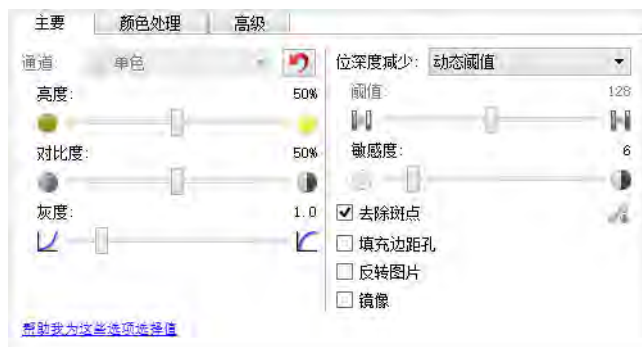 主要 颜色处理 高级
通道: 单色
亮度: 50%
对比度: 50%
灰度: 1.0
帮助我为这些选项选择值
位深度减少: 动态阈值
阈值: 128
敏感度: 6
去除斑点
填充边距孔
反转图片
镜像